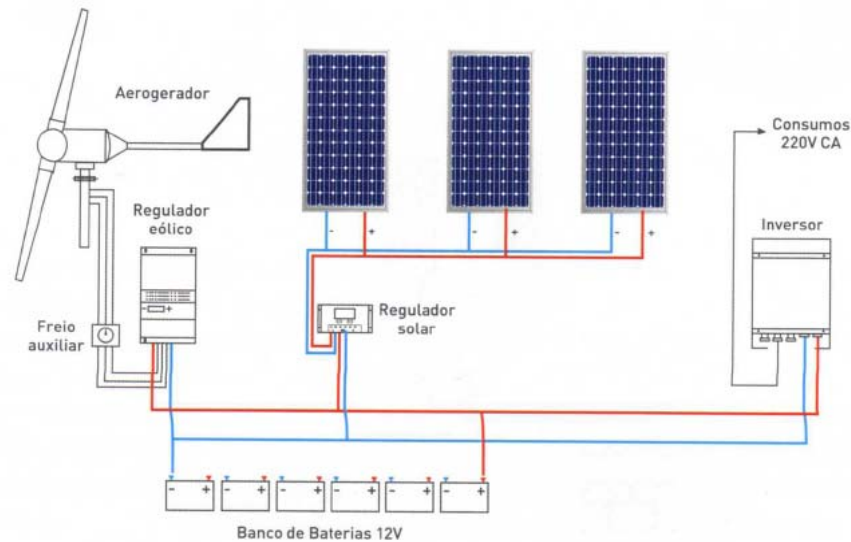 Aerogerador
Regulador
eólico
Freio
auxiliar
- +
- +
- +
- +
Regulador
solar
Consumos
220V CA
Inversor
- +
- +
- +
- +
- +
- +
Banco de Baterias 12V